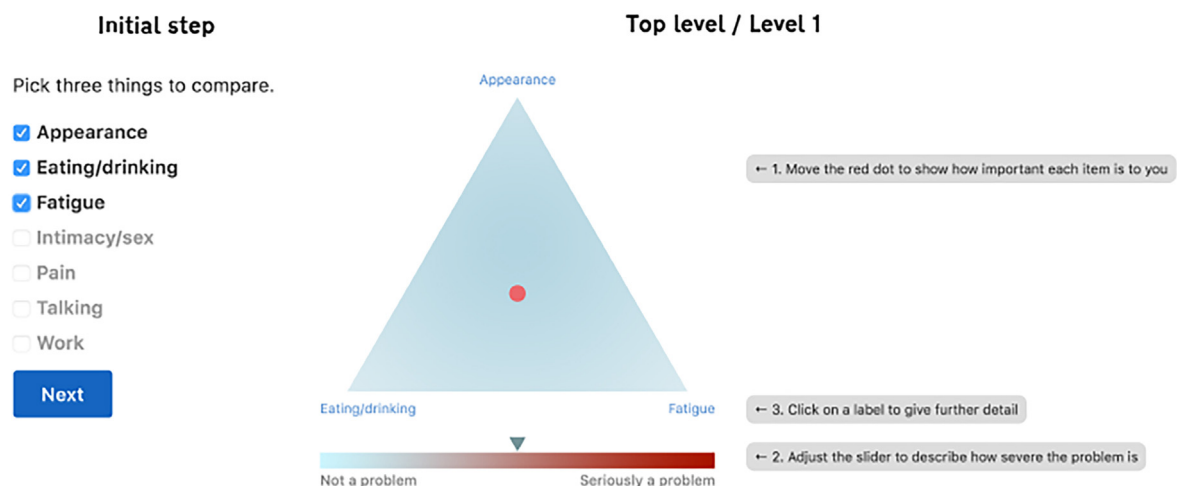 Initial step
Top level / Level 1
Pick three things to compare.
Appearance
Eating/drinking
Fatigue
Intimacy/sex
Pain
Talking
Work
Next
Appearance
← 1. Move the red dot to show how important each item is to you
Eating/drinking
Fatigue
← 3. Click on a label to give further detail
← 2. Adjust the slider to describe how severe the problem is
Not a problem
Seriously a problem